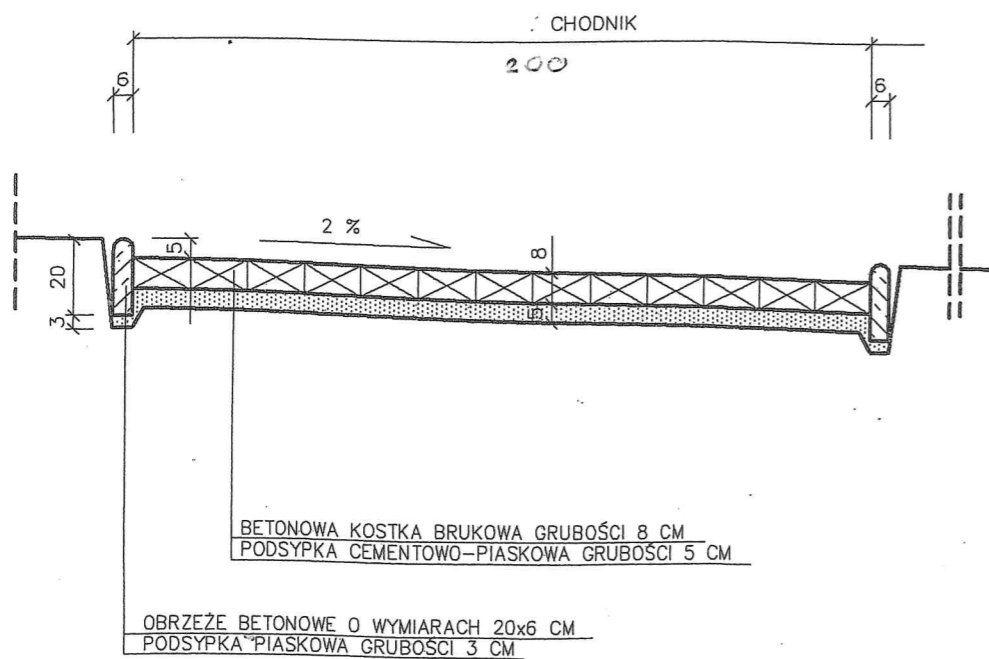 CHODNIK
200
6
6
2 %
5
8
20
3
5
BETONOWA KOSTKA BRUKOWA GRUBOŚCI 8 CM
PODSYPKA CEMENTOWO-PIASKOWA GRUBOŚCI 5 CM
OBRZEŻE BETONOWE O WYMIARACH 20x6 CM
PODSYPKA PIASKOWA GRUBOŚCI 3 CM